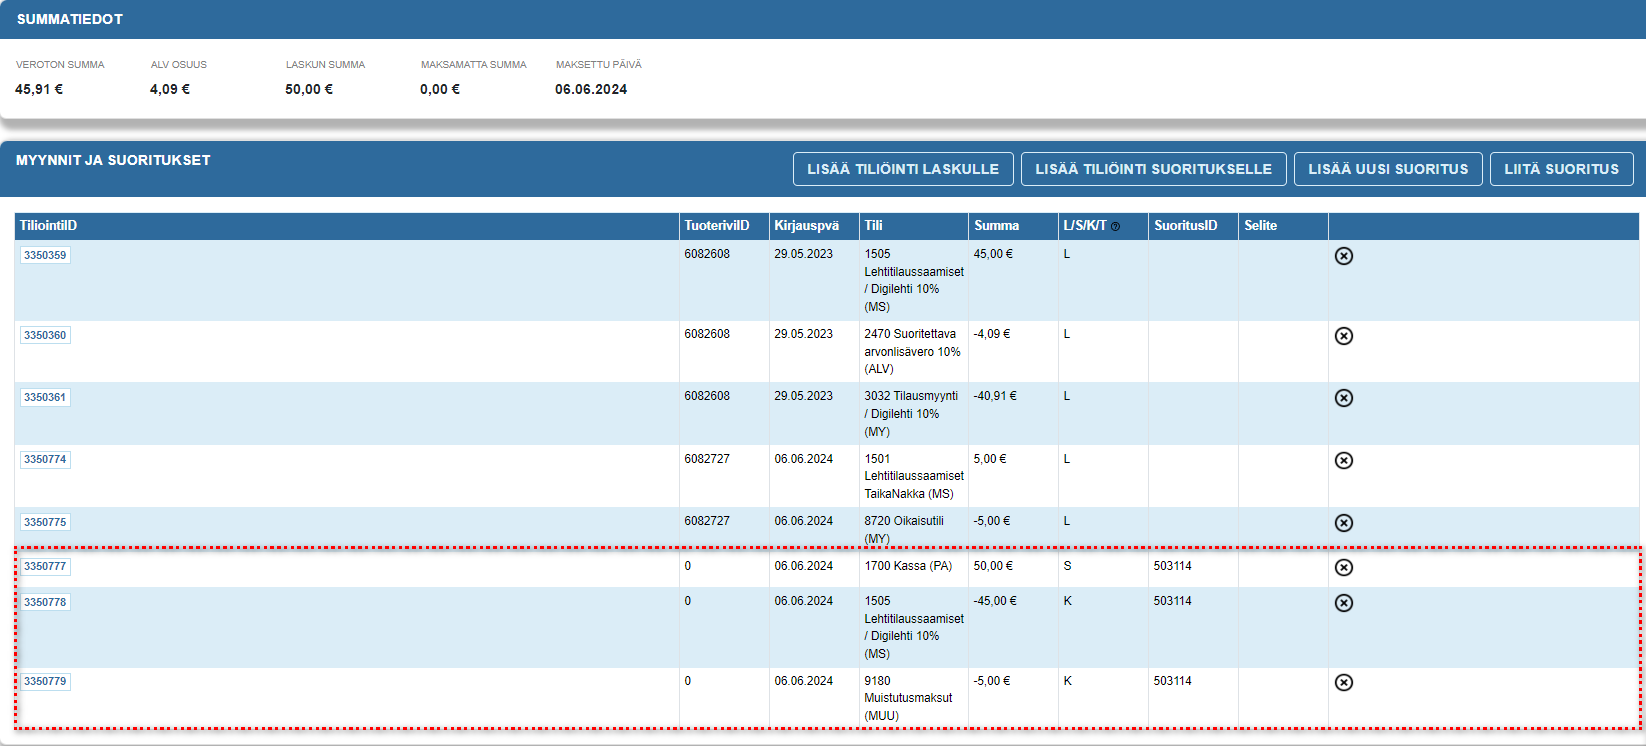 SUMMATIEDOT
VEROTON SUMMA ALV OSUUS LASKUN SUMMA MAKSAMATTA SUMMA MAKSETTU PÄIVÄ
45,91 € 4,09 € 50,00 € 0,00 € 06.06.2024
MYYNNIT JA SUORITUKSET
LISÄÄ TILIÖINTI LASKULLE LISÄÄ TILIÖINTI SUORITUKSELLE LISÄÄ UUSI SUORITUS LIITÄ SUORITUS
TiliointiID TuoteriviID Kirjauspvä Tili Summa L/S/K/T SuoritusID Selite
3350359 6082608 29.05.2023 1505 45,00 € L
Lehtitilaussaamiset
/ Digilehti 10%
(MS)
3350360 6082608 29.05.2023 2470 Suoritettava -4,09 € L
arvonlisävero 10%
(ALV)
3350361 6082608 29.05.2023 3032 Tilausmyynti -40,91 € L
/ Digilehti 10%
(MY)
3350774 6082727 06.06.2024 1501 5,00 € L
Lehtitilaussaamiset
TaikaNakka (MS)
3350775 6082727 06.06.2024 8720 Oikaisutili -5,00 € L
(MY)
3350777 0 06.06.2024 1700 Kassa (PA) 50,00 € S 503114
3350778 0 06.06.2024 1505 -45,00 € K 503114
Lehtitilaussaamiset
/ Digilehti 10%
(MS)
3350779 0 06.06.2024 9180 -5,00 € K 503114
Muistutusmaksut
(MUU)